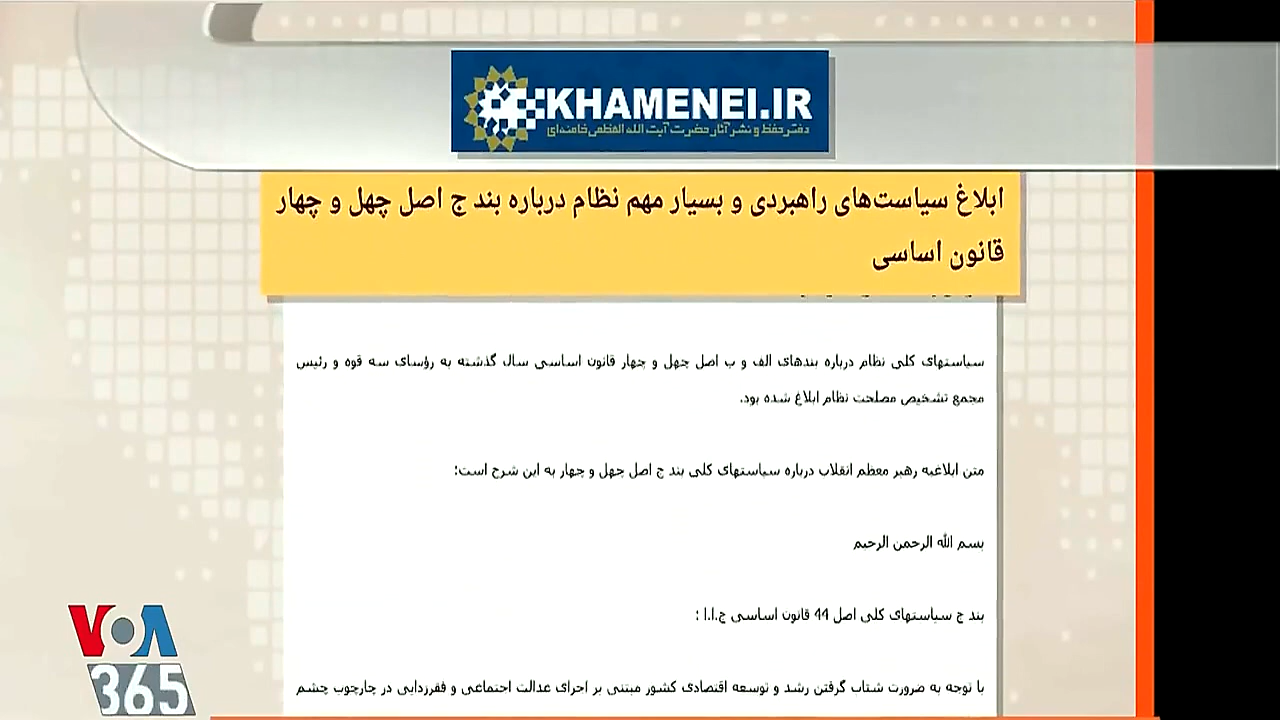 KHAMENEI.IR
دفتر حفظ و نشر آثار حضرت آیت الله العظمی خامنه‌ای
ابلاغ سیاست‌های راهبردی و بسیار مهم نظام درباره بند ج اصل چهل و چهار
قانون اساسی
سیاستهای کلی نظام درباره بندهای الف و ب اصل چهل و چهار قانون اساسی سال گذشته به رؤسای سه قوه و رئیس
مجمع تشخیص مصلحت نظام ابلاغ شده بود.
متن ابلاغیه رهبر معظم انقلاب درباره سیاستهای کلی بند ج اصل چهل و چهار به این شرح است؛
بسم الله الرحمن الرحیم
بند ج سیاستهای کلی اصل 44 قانون اساسی ج.ا.ا ؛
با توجه به ضرورت شتاب گرفتن رشد و توسعه اقتصادی کشور مبتنی بر اجرای عدالت اجتماعی و فقرزدایی در چارچوب چشم
VOA
365